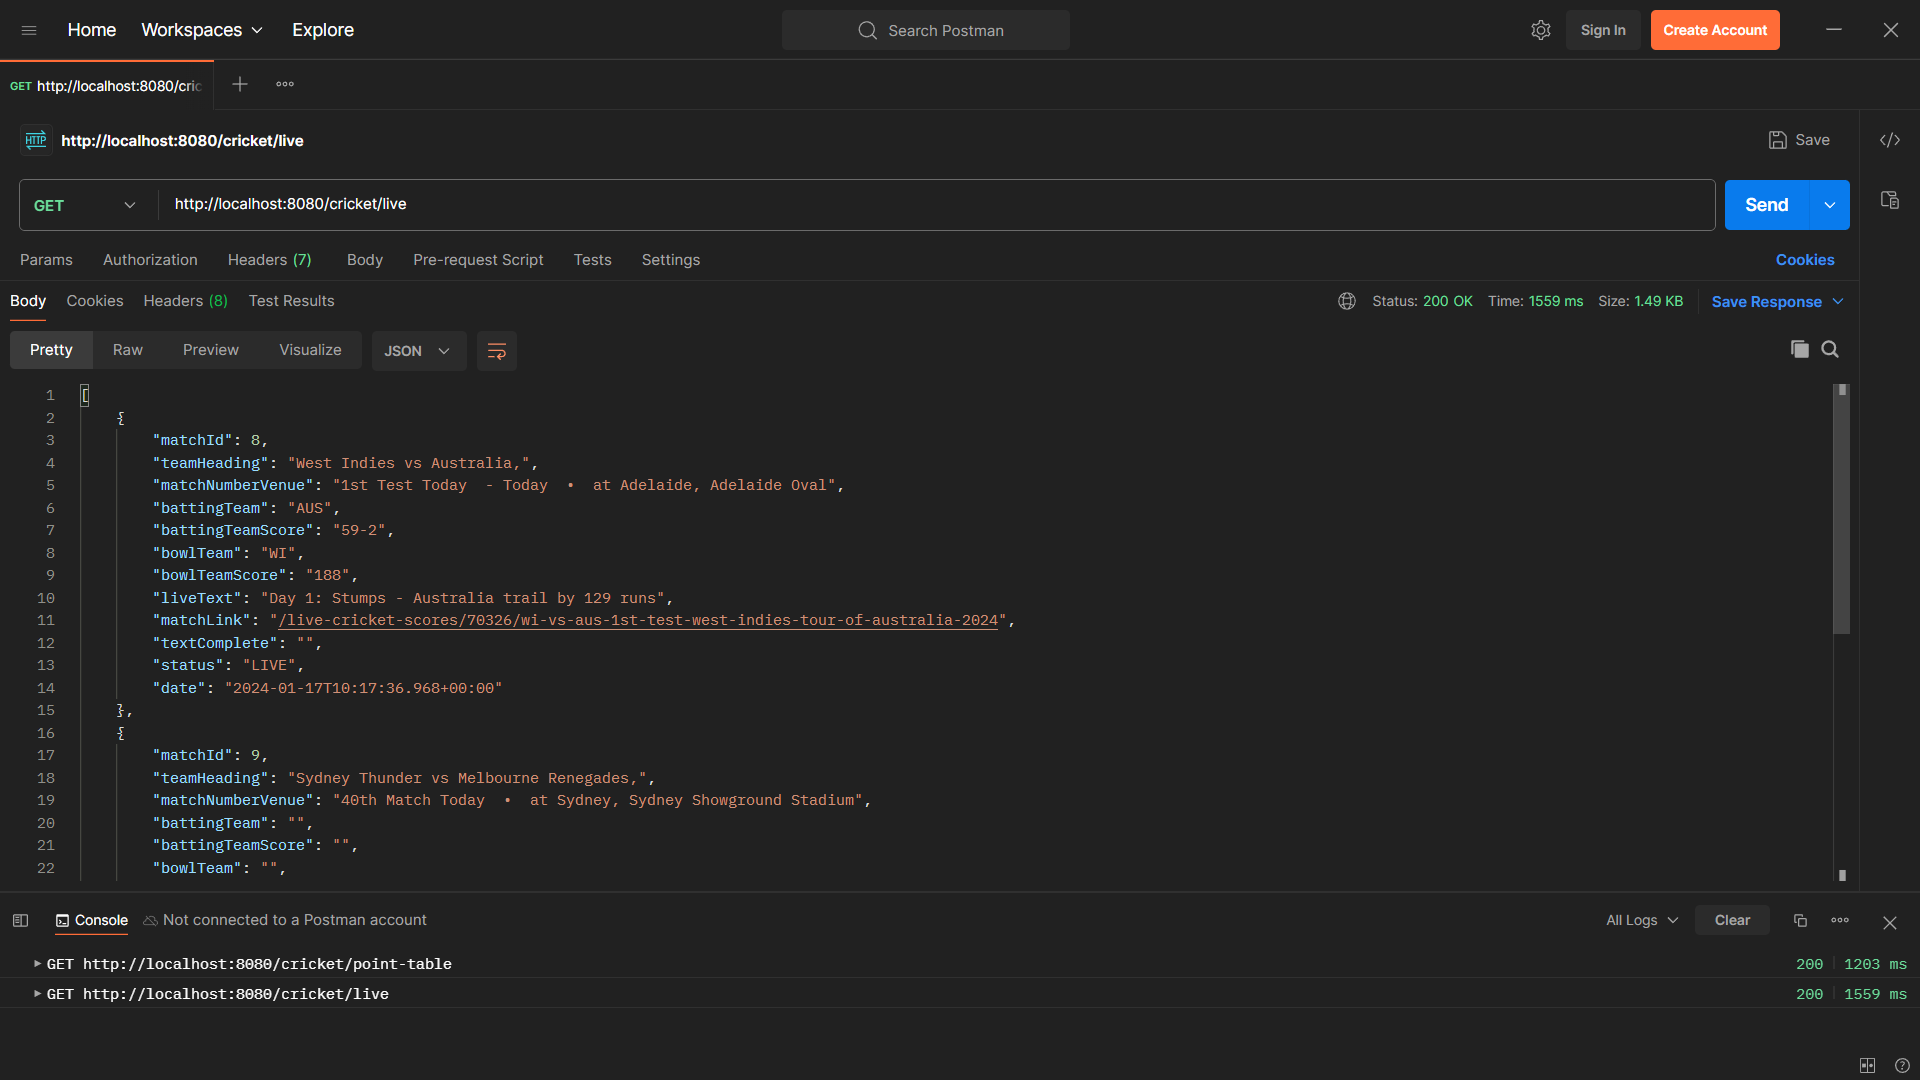 Home Workspaces Explore Search Postman Sign In Create Account
GET http://localhost:8080/cric
HTTP http://localhost:8080/cricket/live Save
GET http://localhost:8080/cricket/live Send
Params Authorization Headers (7) Body Pre-request Script Tests Settings Cookies
Body Cookies Headers (8) Test Results Status: 200 OK Time: 1559 ms Size: 1.49 KB Save Response
Pretty Raw Preview Visualize JSON
1 [
2 {
3 "matchId": 8,
4 "teamHeading": "West Indies vs Australia,",
5 "matchNumberVenue": "1st Test Today  - Today  •  at Adelaide, Adelaide Oval",
6 "battingTeam": "AUS",
7 "battingTeamScore": "59-2",
8 "bowlTeam": "WI",
9 "bowlTeamScore": "188",
10 "liveText": "Day 1: Stumps - Australia trail by 129 runs",
11 "matchLink": "/live-cricket-scores/70326/wi-vs-aus-1st-test-west-indies-tour-of-australia-2024",
12 "textComplete": "",
13 "status": "LIVE",
14 "date": "2024-01-17T10:17:36.968+00:00"
15 },
16 {
17 "matchId": 9,
18 "teamHeading": "Sydney Thunder vs Melbourne Renegades,",
19 "matchNumberVenue": "40th Match Today  •  at Sydney, Sydney Showground Stadium",
20 "battingTeam": "",
21 "battingTeamScore": "",
22 "bowlTeam": "",
Console Not connected to a Postman account All Logs Clear
GET http://localhost:8080/cricket/point-table 200 1203 ms
GET http://localhost:8080/cricket/live 200 1559 ms